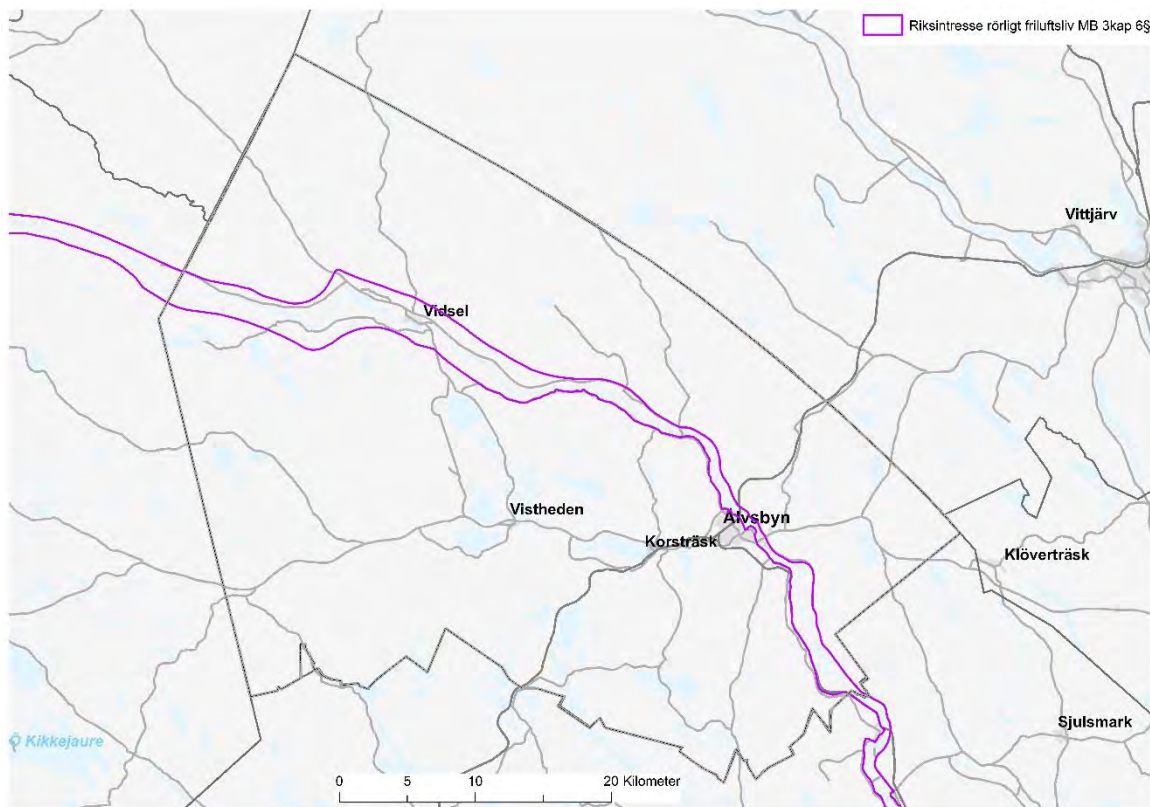 Riksintresse rörligt friluftsliv MB 3kap 6§
Vittjärv
Vidsel
Vistheden
Älvsbyn
Korsträsk
Klöverträsk
Sjulsmark
Kikkejaure
0 5 10 20 Kilometer